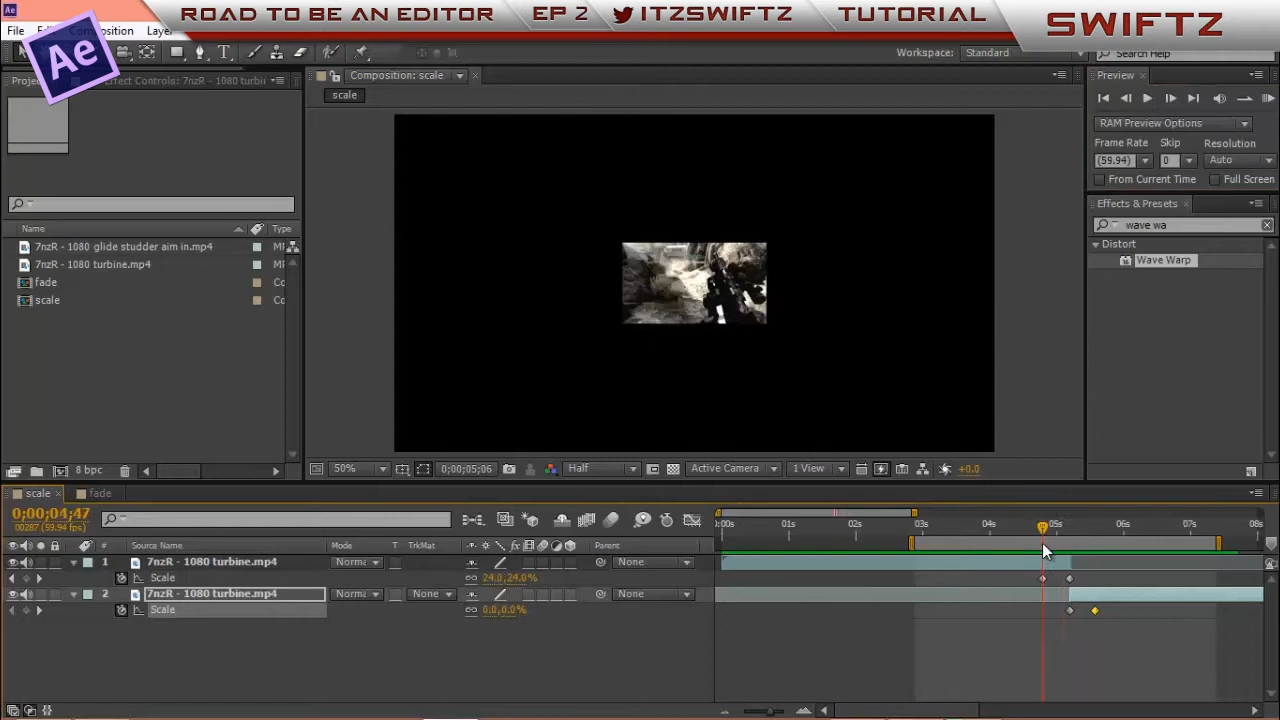 ROAD TO BE AN EDITOR EP 2 ITZSWIFTZ TUTORIAL SWIFTZ
Ae
File Composition Layer
Ae
T Workspace: Standard Search Help
Effect Controls: 7nzR - 1080 turbi
Composition: scale
Preview
scale
RAM Preview Options
Frame Rate Skip Resolution
(59.94) 0 Auto
From Current Time Full Screen
Effects & Presets
wave wa
Distort
Wave Warp
Name
7nzR - 1080 glide studder aim in.mp4
7nzR - 1080 turbine.mp4
fade
scale
8 bpc
50% 0;00;05;06 Half Active Camera 1 View +0.0
scale fade
0;00;04;47
00287 (59.94 fps)
:00s 01s 02s 03s 04s 05s 06s 07s 08s
# Source Name Mode T TrkMat fx Parent
1 7nzR - 1080 turbine.mp4 Norma None
Scale 24.0,24.0%
2 7nzR - 1080 turbine.mp4 Norma None None
Scale 0.0,0.0%